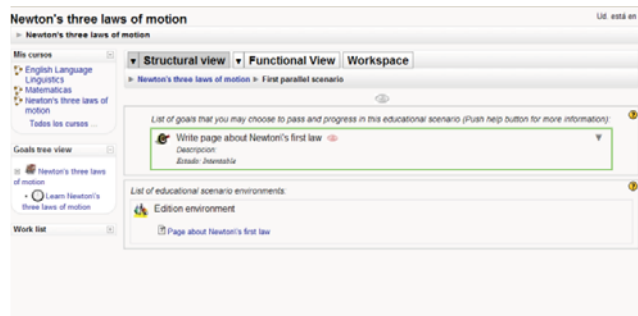 Newton's three laws of motion
Ud. está en
Newton's three laws of motion
Mis cursos
English Language
Linguistics
Matematicas
Newton's three laws of
motion
Todos los cursos ...
Goals tree view
Newton's three laws
of motion
Learn Newton\'s
three laws of motion
Work list
Structural view
Functional View
Workspace
Newton's three laws of motion
First parallel scenario
List of goals that you may choose to pass and progress in this educational scenario (Push help button for more information):
Write page about Newton\'s first law
Descripcion:
Estado: Intentable
List of educational scenario environments:
Edition environment
Page about Newton\'s first law